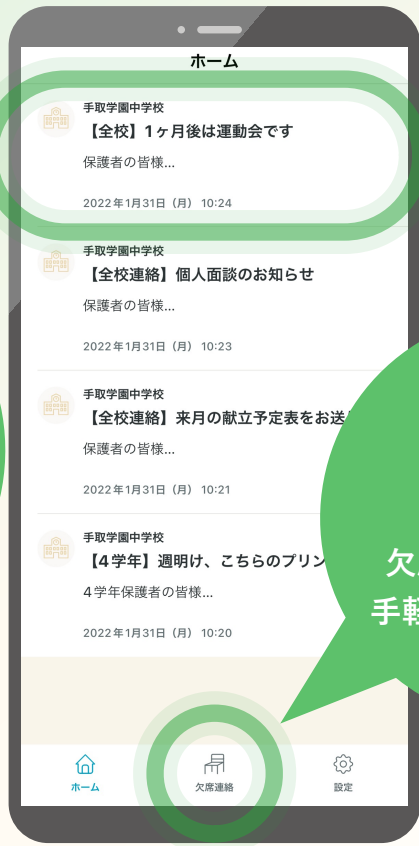 ホーム
手取学園中学校
【全校】1ヶ月後は運動会です
保護者の皆様...
2022年1月31日（月） 10:24
手取学園中学校
【全校連絡】個人面談のお知らせ
保護者の皆様...
2022年1月31日（月） 10:23
手取学園中学校
【全校連絡】来月の献立予定表をお送
保護者の皆様...
2022年1月31日（月） 10:21
手取学園中学校
【4学年】週明け、こちらのプリン
4学年保護者の皆様...
2022年1月31日（月） 10:20
欠
手軽
ホーム
欠席連絡
設定